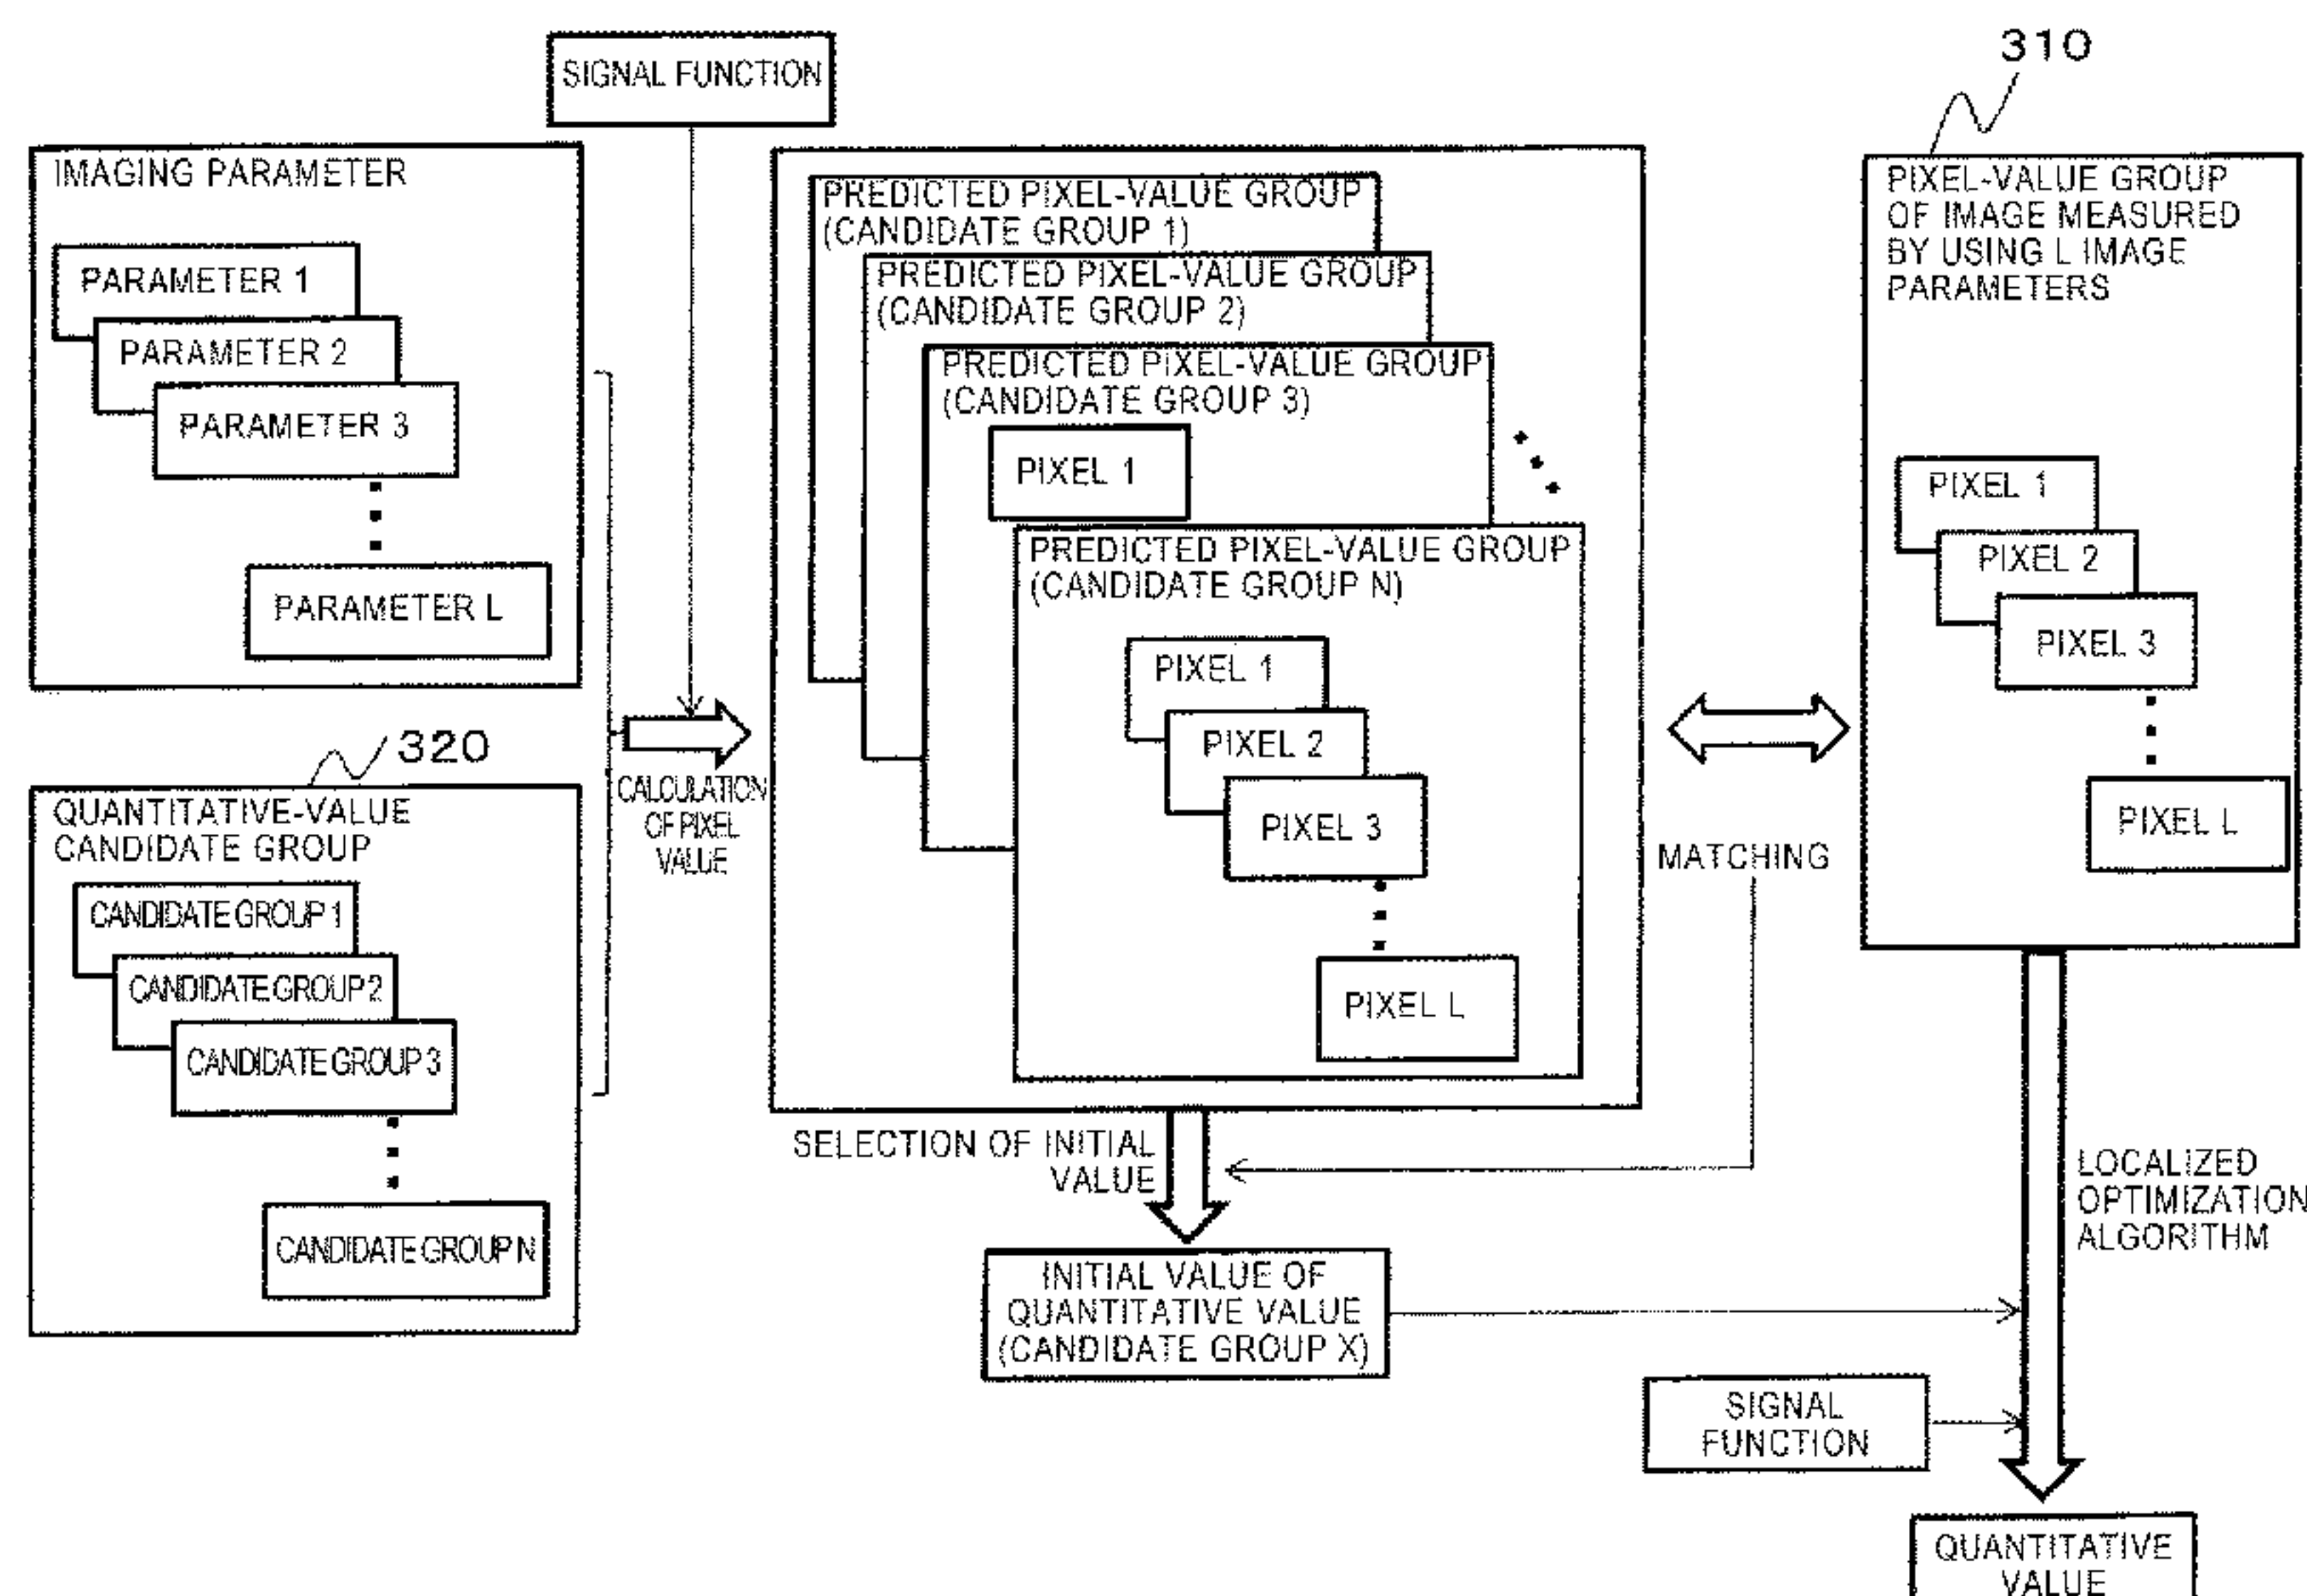 SIGNAL FUNCTION
310
IMAGING PARAMETER
PARAMETER 1
PARAMETER 2
PARAMETER 3
PARAMETER L
320
QUANTITATIVE-VALUE
CANDIDATE GROUP
CANDIDATE GROUP 1
CANDIDATE GROUP 2
CANDIDATE GROUP 3
CANDIDATE GROUP N
CALCULATION
OF PIXEL
VALUE
PREDICTED PIXEL-VALUE GROUP
(CANDIDATE GROUP 1)
PREDICTED PIXEL-VALUE GROUP
(CANDIDATE GROUP 2)
PREDICTED PIXEL-VALUE GROUP
(CANDIDATE GROUP 3)
PIXEL 1
PREDICTED PIXEL-VALUE GROUP
(CANDIDATE GROUP N)
PIXEL 1
PIXEL 2
PIXEL 3
PIXEL L
MATCHING
PIXEL-VALUE GROUP
OF IMAGE MEASURED
BY USING L IMAGE
PARAMETERS
PIXEL 1
PIXEL 2
PIXEL 3
PIXEL L
SELECTION OF INITIAL
VALUE
INITIAL VALUE OF
QUANTITATIVE VALUE
(CANDIDATE GROUP X)
LOCALIZED
OPTIMIZATION
ALGORITHM
SIGNAL
FUNCTION
QUANTITATIVE
VALUE